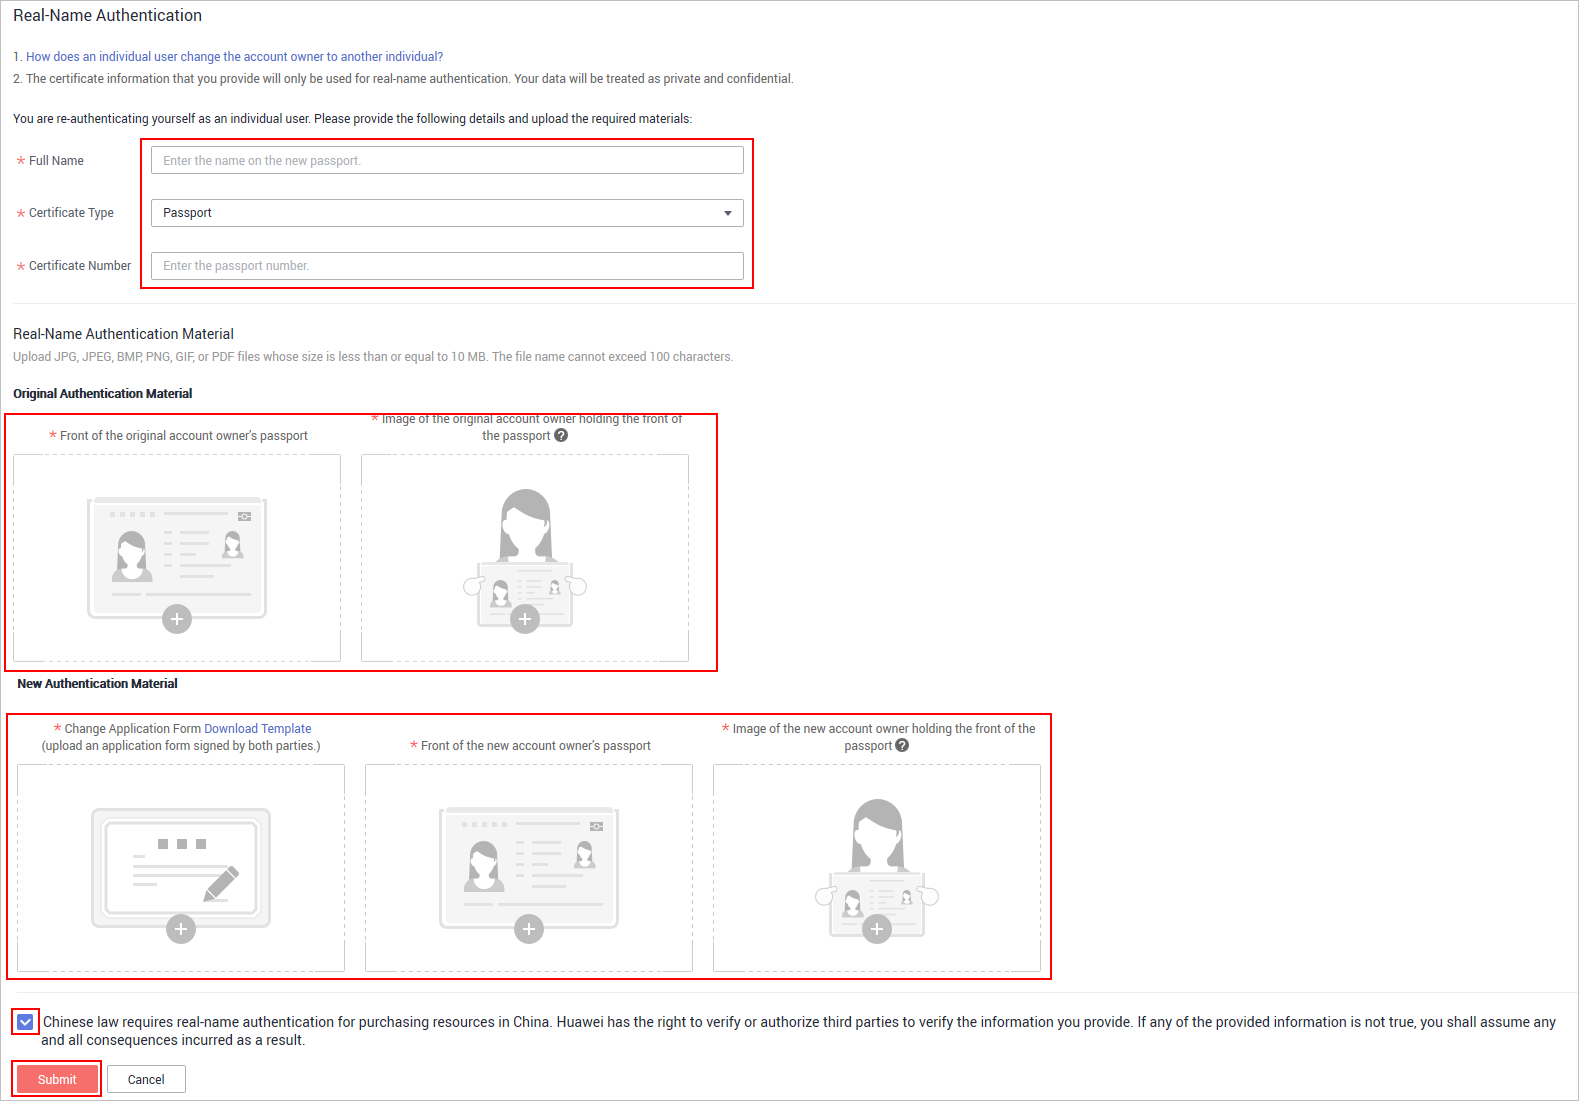 Real-Name Authentication
1. How does an individual user change the account owner to another individual?
2. The certificate information that you provide will only be used for real-name authentication. Your data will be treated as private and confidential.
You are re-authenticating yourself as an individual user. Please provide the following details and upload the required materials:
* Full Name
Enter the name on the new passport.
* Certificate Type
Passport
* Certificate Number
Enter the passport number.
Real-Name Authentication Material
Upload JPG, JPEG, BMP, PNG, GIF, or PDF files whose size is less than or equal to 10 MB. The file name cannot exceed 100 characters.
Original Authentication Material
* Front of the original account owner's passport
* Image of the original account owner holding the front of
the passport ?
New Authentication Material
* Change Application Form Download Template
(upload an application form signed by both parties.)
* Front of the new account owner's passport
* Image of the new account owner holding the front of the
passport ?
Chinese law requires real-name authentication for purchasing resources in China. Huawei has the right to verify or authorize third parties to verify the information you provide. If any of the provided information is not true, you shall assume any
and all consequences incurred as a result.
Submit
Cancel